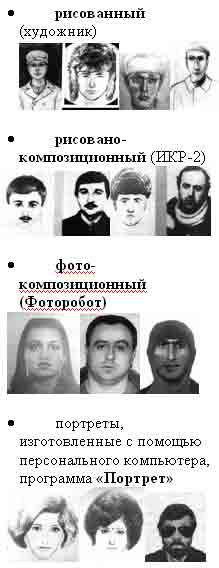 • рисованный
(художник)
• рисовано-
композиционный (ИКР-2)
• фото-
композиционный
(Фоторобот)
• портреты,
изготовленные с помощью
персонального компьютера,
программа «Портрет»